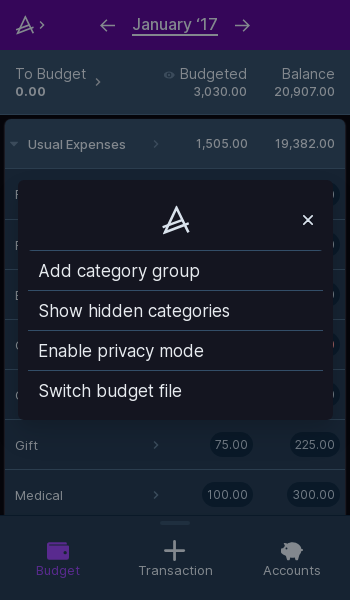 January ‘17
To Budget
Budgeted
Balance
0.00
3,030.00
20,907.00
Usual Expenses
1,505.00
19,382.00
Add category group
Show hidden categories
Enable privacy mode
Switch budget file
Gift
75.00
225.00
Medical
100.00
300.00
Budget
Transaction
Accounts